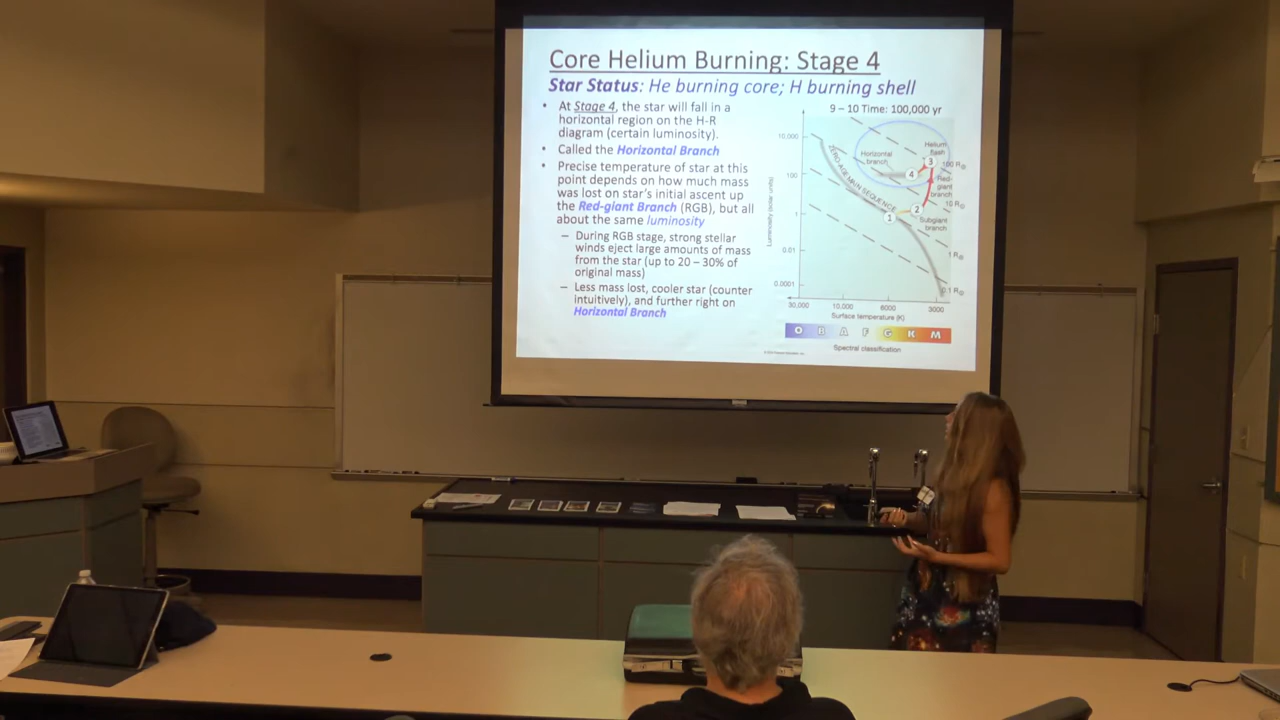 Core Helium Burning: Stage 4
Star Status: He burning core; H burning shell
• At Stage 4, the star will fall in a
horizontal region on the H-R
diagram (certain luminosity).
• Called the Horizontal Branch
• Precise temperature of star at this
point depends on how much mass
was lost on star's initial ascent up
the Red-giant Branch (RGB), but all
about the same luminosity
– During RGB stage, strong stellar
winds eject large amounts of mass
from the star (up to 20 – 30% of
original mass)
– Less mass lost, cooler star (counter
intuitively), and further right on
Horizontal Branch
9 – 10 Time: 100,000 yr
10,000
100
1
0.01
0.0001
Luminosity (solar units)
ZERO-AGE MAIN SEQUENCE
Horizontal
branch
Helium
flash
3
4
100 R⊙
Red-
giant
branch
10 R⊙
2
1
Subgiant
branch
1 R⊙
0.1 R⊙
30,000
10,000
6000
3000
Surface temperature (K)
O B A F G K M
Spectral classification